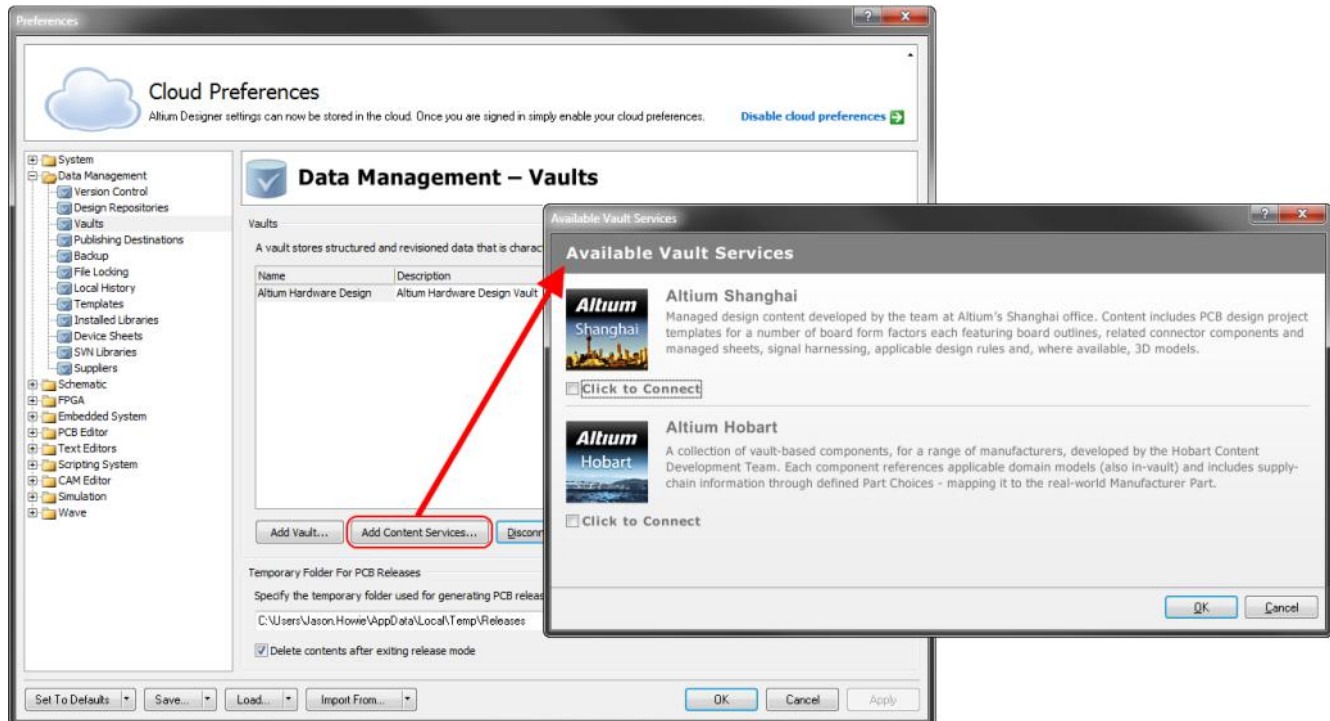 Preferences
Cloud Preferences
Altium Designer settings can now be stored in the cloud. Once you are signed in simply enable your cloud preferences.
Disable cloud preferences
System
Data Management
Version Control
Design Repositories
Vaults
Publishing Destinations
Backup
File Locking
Local History
Templates
Installed Libraries
Device Sheets
SVN Libraries
Suppliers
Schematic
FPGA
Embedded System
PCB Editor
Text Editors
Scripting System
CAM Editor
Simulation
Wave
Data Management – Vaults
Vaults
A vault stores structured and revisioned data that is charac
Name Description
Altium Hardware Design Altium Hardware Design Vault
Add Vault... Add Content Services... Disconn
Temporary Folder For PCB Releases
Specify the temporary folder used for generating PCB releas
C:\Users\Jason.Howie\AppData\Local\Temp\Releases
Delete contents after exiting release mode
Set To Defaults Save... Load... Import From... OK Cancel Apply
Available Vault Services
Available Vault Services
Altium
Shanghai
Altium Shanghai
Managed design content developed by the team at Altium's Shanghai office. Content includes PCB design project
templates for a number of board form factors each featuring board outlines, related connector components and
managed sheets, signal harnessing, applicable design rules and, where available, 3D models.
Click to Connect
Altium
Hobart
Altium Hobart
A collection of vault-based components, for a range of manufacturers, developed by the Hobart Content
Development Team. Each component references applicable domain models (also in-vault) and includes supply-
chain information through defined Part Choices - mapping it to the real-world Manufacturer Part.
Click to Connect
OK Cancel